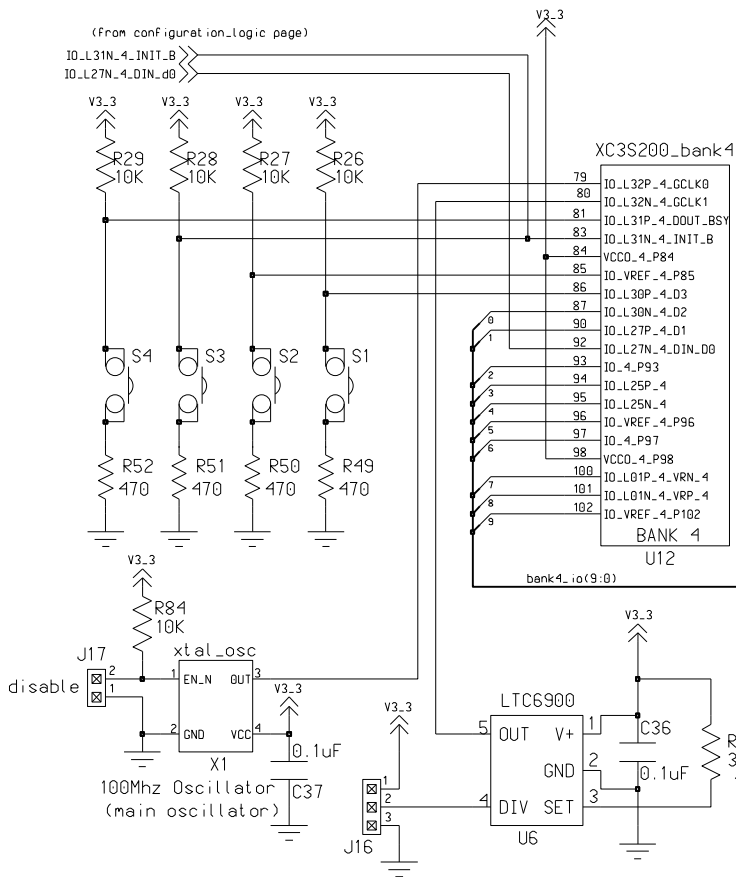 V3_3
(from configuration_logic page)
IO_L31N_4_INIT_B
IO_L27N_4_DIN_d0
V3_3 V3_3 V3_3 V3_3
R29 R28 R27 R26
10K 10K 10K 10K
XC3S200_bank4
79 IO_L32P_4_GCLK0
80 IO_L32N_4_GCLK1
81 IO_L31P_4_DOUT_BSY
83 IO_L31N_4_INIT_B
84 VCCO_4_P84
85 IO_VREF_4_P85
86 IO_L30P_4_D3
87 IO_L30N_4_D2
0
90 IO_L27P_4_D1
1
92 IO_L27N_4_DIN_D0
93 IO_4_P93
2
94 IO_L25P_4
3
95 IO_L25N_4
4
96 IO_VREF_4_P96
5
97 IO_4_P97
6
98 VCCO_4_P98
100 IO_L01P_4_VRN_4
7
101 IO_L01N_4_VRP_4
8
102 IO_VREF_4_P102
9
BANK 4
U12
S4 S3 S2 S1
R52 R51 R50 R49
470 470 470 470
bank4_io(9:0)
V3_3
R84
10K
J17
disable
2
1
xtal_osc
1 EN_N OUT 3
2 GND VCC 4
X1
100Mhz Oscillator
(main oscillator)
V3_3
0.1uF
C37
V3_3
1
2
3
J16
LTC6900
5 OUT V+ 1
GND 2
4 DIV SET 3
U6
V3_3
C36
0.1uF
R
3